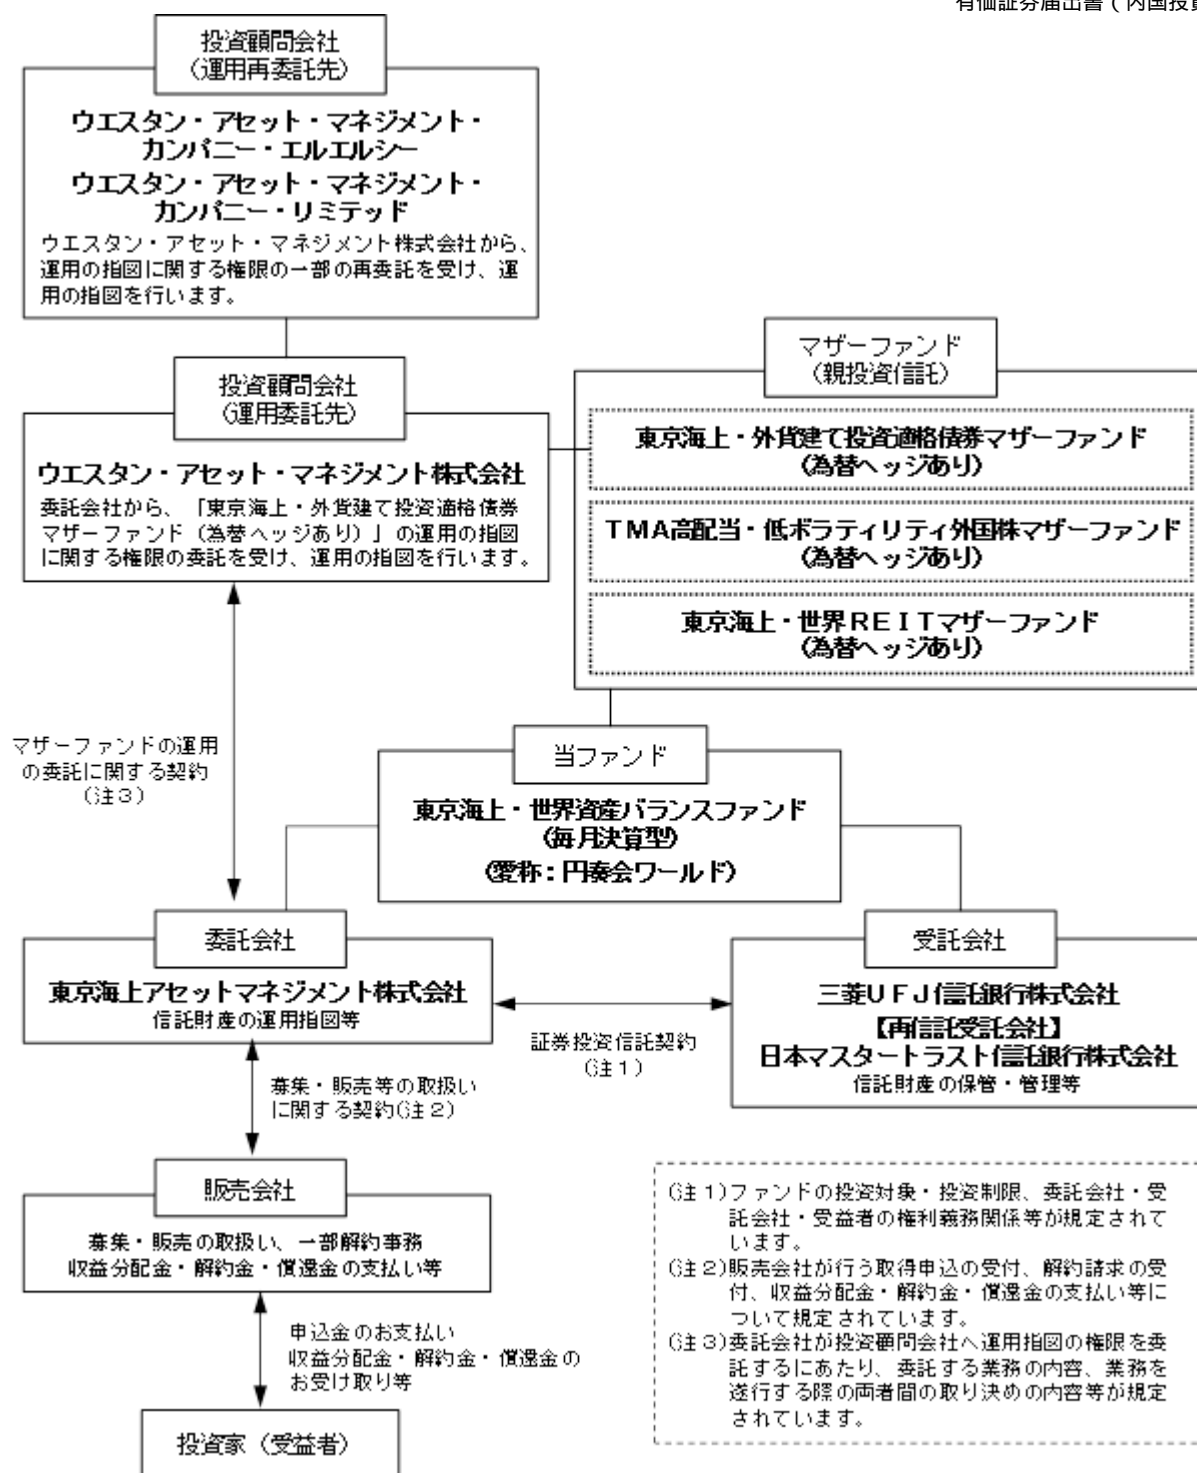 有価証券届出書（内国投資
投資顧問会社
（運用再委託先）
ウエスタン・アセット・マネジメント・
カンパニー・エルエルシー
ウエスタン・アセット・マネジメント・
カンパニー・リミテッド
ウエスタン・アセット・マネジメント株式会社から、
運用の指図に関する権限の一部の再委託を受け、運
用の指図を行います。
投資顧問会社
（運用委託先）
ウエスタン・アセット・マネジメント株式会社
委託会社から、「東京海上・外貨建て投資適格債券
マザーファンド（為替ヘッジあり）」の運用の指図
に関する権限の委託を受け、運用の指図を行います。
マザーファンド
（親投資信託）
東京海上・外貨建て投資適格債券マザーファンド
（為替ヘッジあり）
ＴＭＡ高配当・低ボラティリティ外国株マザーファンド
（為替ヘッジあり）
東京海上・世界ＲＥＩＴマザーファンド
（為替ヘッジあり）
マザーファンドの運用
の委託に関する契約
（注３）
当ファンド
東京海上・世界資産バランスファンド
（毎月決算型）
（愛称：円奏会ワールド）
委託会社
東京海上アセットマネジメント株式会社
信託財産の運用指図等
証券投資信託契約
（注１）
受託会社
三菱ＵＦＪ信託銀行株式会社
【再信託受託会社】
日本マスタートラスト信託銀行株式会社
信託財産の保管・管理等
募集・販売等の取扱い
に関する契約（注２）
販売会社
募集・販売の取扱い、一部解約事務
収益分配金・解約金・償還金の支払い等
申込金のお支払い
収益分配金・解約金・償還金の
お受け取り等
投資家（受益者）
（注１）ファンドの投資対象・投資制限、委託会社・受
託会社・受益者の権利義務関係等が規定されて
います。
（注２）販売会社が行う取得申込の受付、解約請求の受
付、収益分配金・解約金・償還金の支払い等に
ついて規定されています。
（注３）委託会社が投資顧問会社へ運用指図の権限を委
託するにあたり、委託する業務の内容、業務を
遂行する際の両者間の取り決めの内容等が規定
されています。